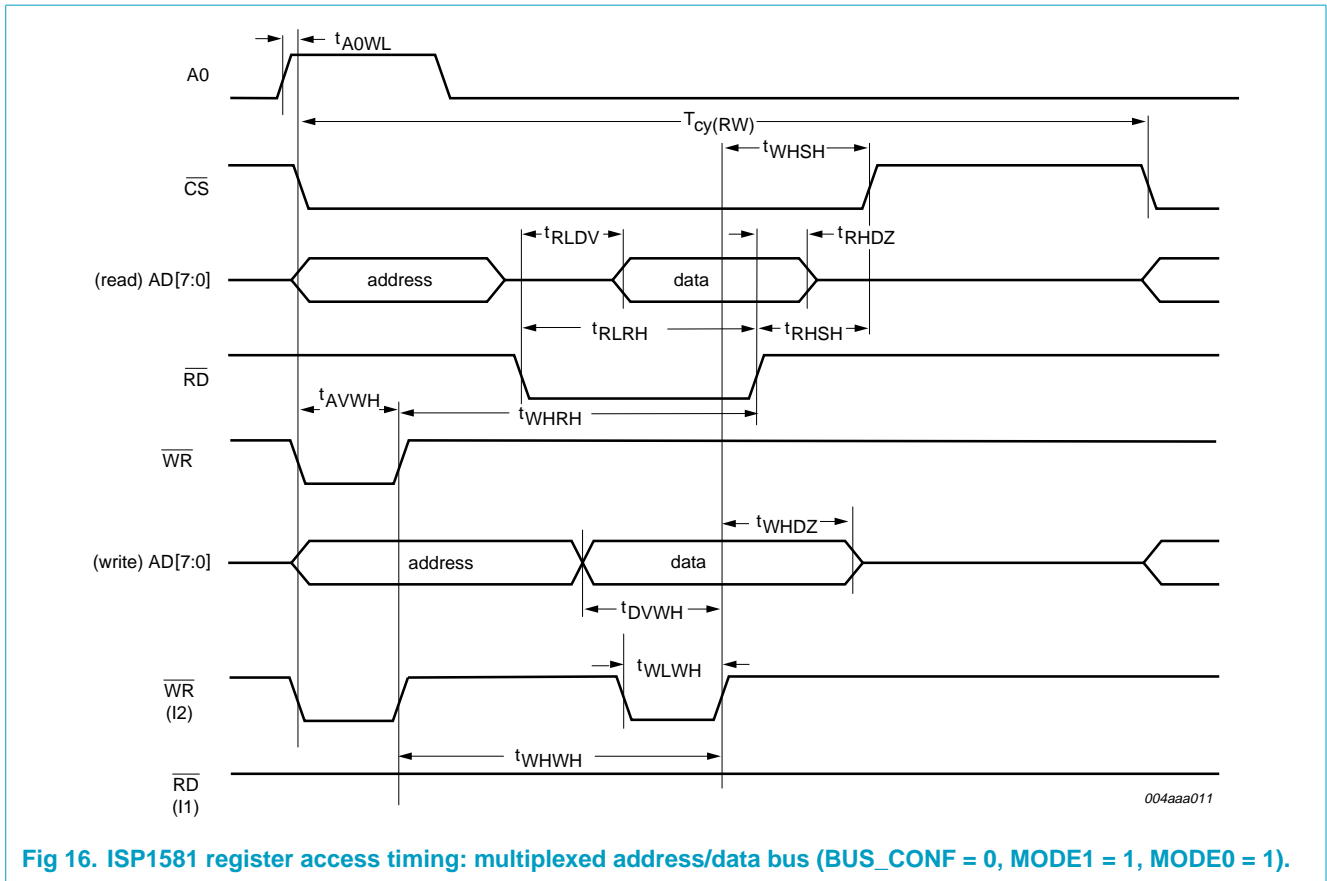 tA0WL
A0
Tcy(RW)
tWHSH
CS
tRLDV
tRHDZ
(read) AD[7:0]
address
data
tRLRH
tRHSH
RD
tAVWH
tWHRH
WR
tWHDZ
(write) AD[7:0]
address
data
tDVWH
tWLWH
WR
(I2)
tWHWH
RD
(I1)
004aaa011
Fig 16. ISP1581 register access timing: multiplexed address/data bus (BUS_CONF = 0, MODE1 = 1, MODE0 = 1).